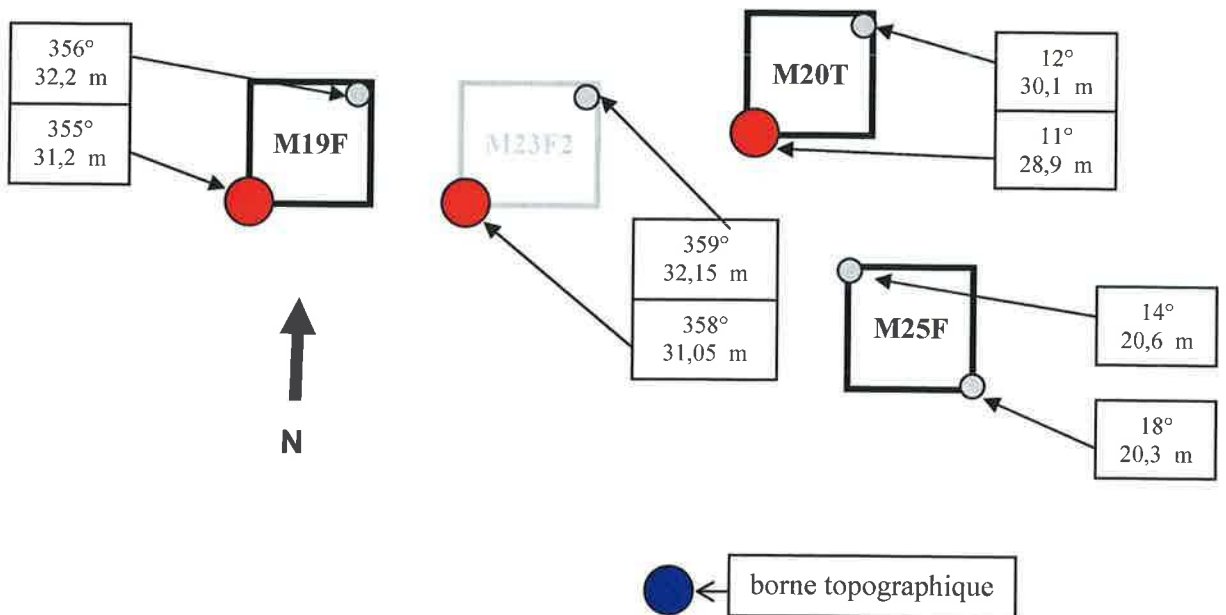 356°
32,2 m
355°
31,2 m
M19F
M23F2
M20T
12°
30,1 m
11°
28,9 m
359°
32,15 m
358°
31,05 m
M25F
14°
20,6 m
18°
20,3 m
N
borne topographique